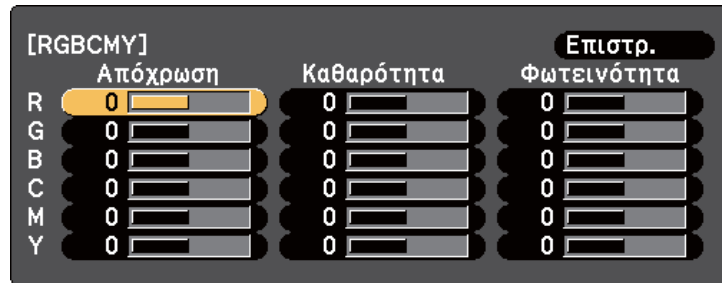 [RGBCMY] Επιστρ.
Απόχρωση Καθαρότητα Φωτεινότητα
R 0 0 0
G 0 0 0
B 0 0 0
C 0 0 0
M 0 0 0
Y 0 0 0